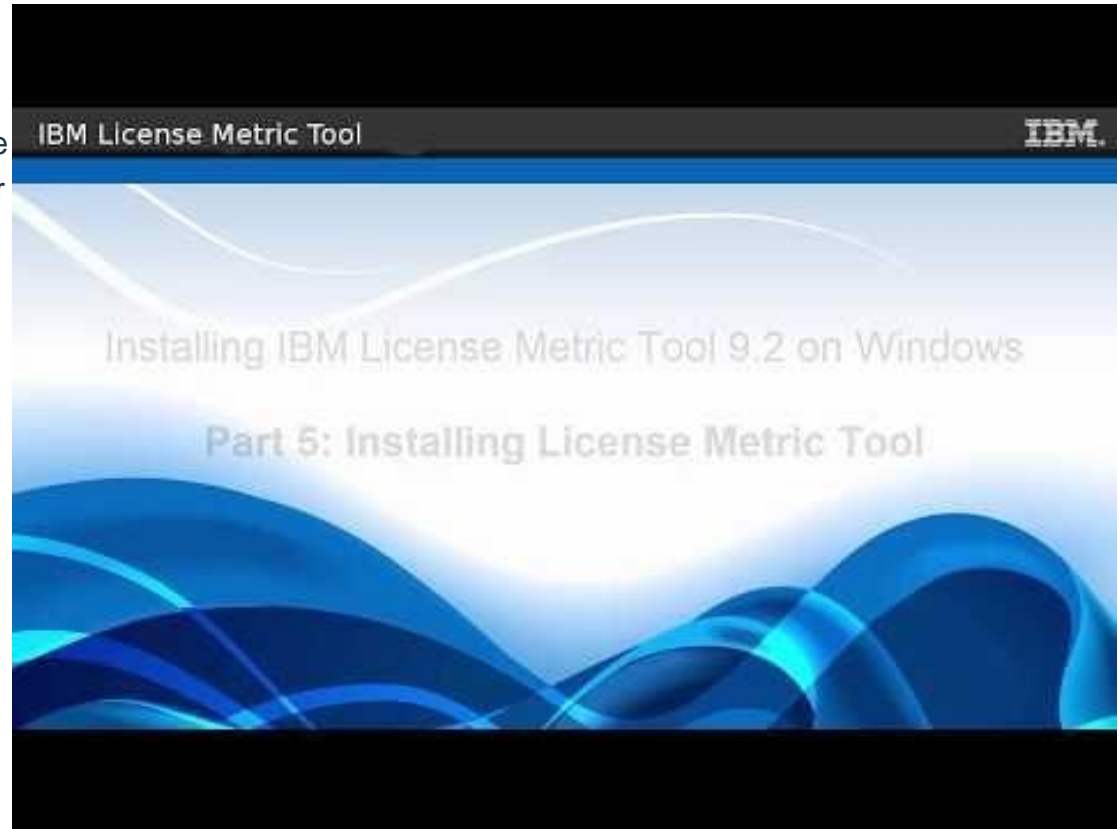 IBM License Metric Tool
IBM.
Installing IBM License Metric Tool 9.2 on Windows
Part 5: Installing License Metric Tool